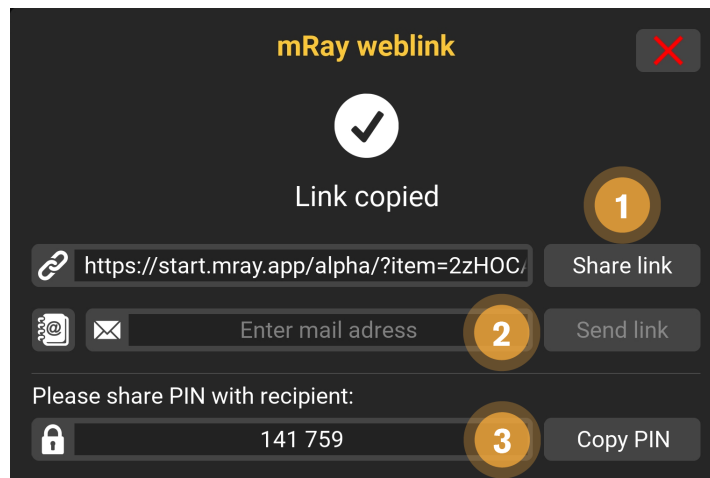 mRay weblink
Link copied
1
https://start.mray.app/alpha/?item=2zHOC Share link
@ Enter mail adress 2 Send link
Please share PIN with recipient:
141 759 3 Copy PIN